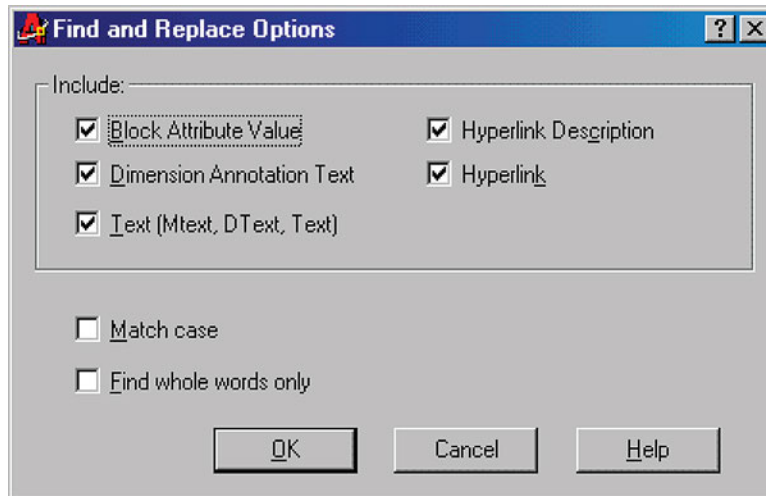 Find and Replace Options
Include:
Block Attribute Value
Hyperlink Description
Dimension Annotation Text
Hyperlink
Text (Mtext, DText, Text)
Match case
Find whole words only
OK Cancel Help